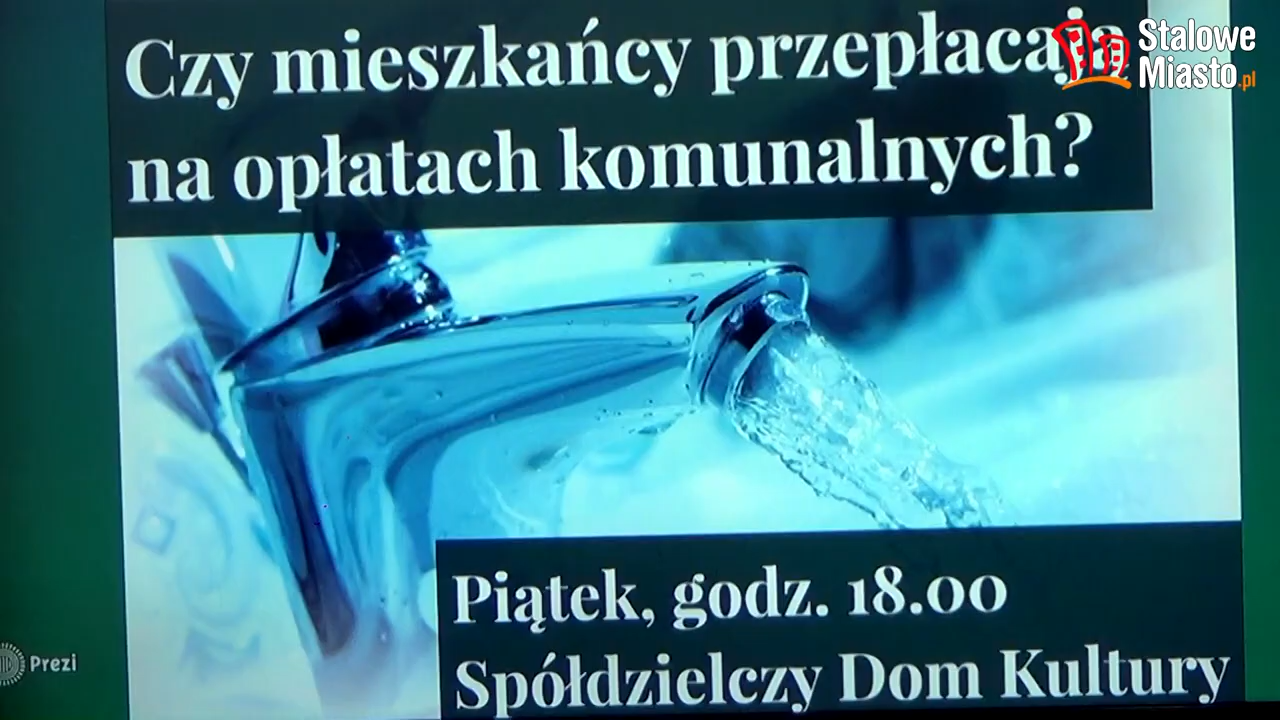 Czy mieszkańcy przepłacają
na opłatach komunalnych?
Stalowe
Miasto.pl
Piątek, godz. 18.00
Spółdzielczy Dom Kultury
Prezi